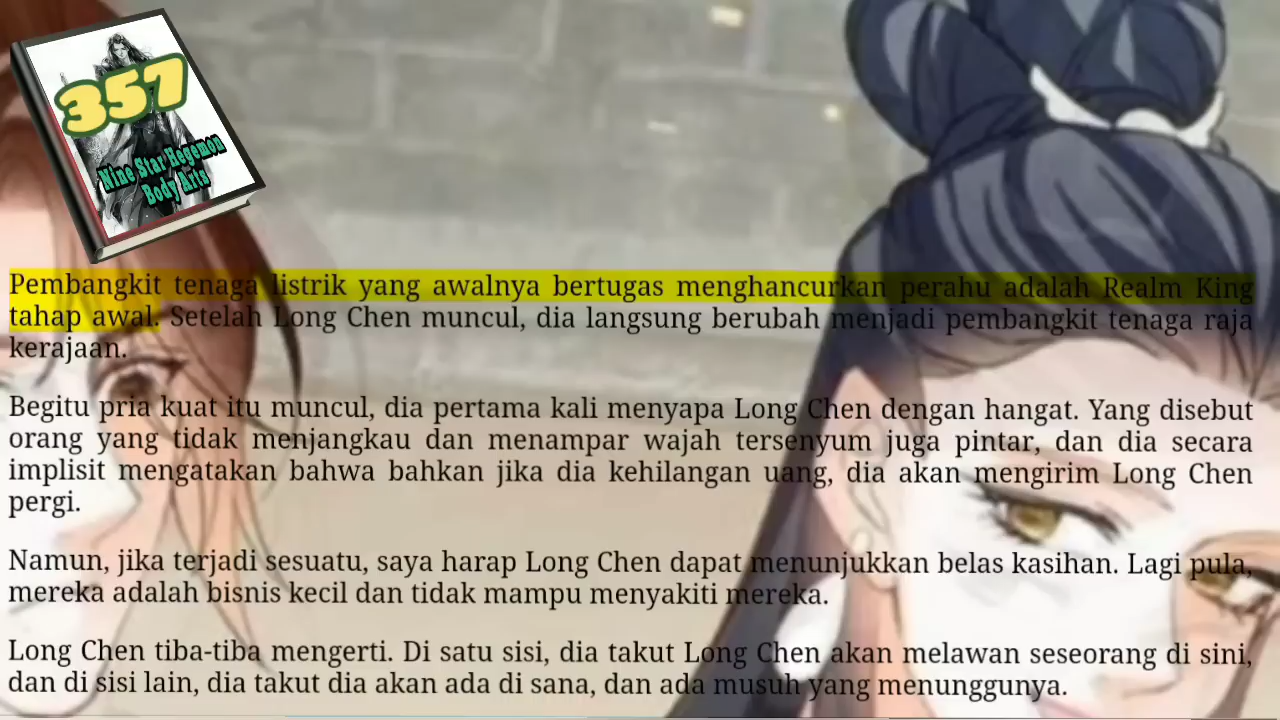 357
Nine Star Hegemon
Body Arts
Pembangkit tenaga listrik yang awalnya bertugas menghancurkan perahu adalah Realm King
tahap awal. Setelah Long Chen muncul, dia langsung berubah menjadi pembangkit tenaga raja
kerajaan.
Begitu pria kuat itu muncul, dia pertama kali menyapa Long Chen dengan hangat. Yang disebut
orang yang tidak menjangkau dan menampar wajah tersenyum juga pintar, dan dia secara
implisit mengatakan bahwa bahkan jika dia kehilangan uang, dia akan mengirim Long Chen
pergi.
Namun, jika terjadi sesuatu, saya harap Long Chen dapat menunjukkan belas kasihan. Lagi pula,
mereka adalah bisnis kecil dan tidak mampu menyakiti mereka.
Long Chen tiba-tiba mengerti. Di satu sisi, dia takut Long Chen akan melawan seseorang di sini,
dan di sisi lain, dia takut dia akan ada di sana, dan ada musuh yang menunggunya.